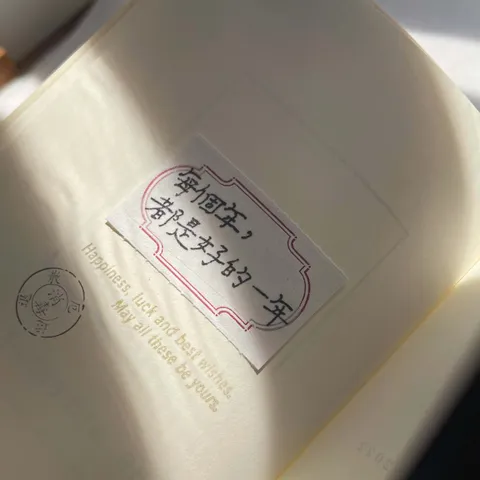 每個年，
都是好的一年
Happiness, luck and best wishes.
May all these be yours.